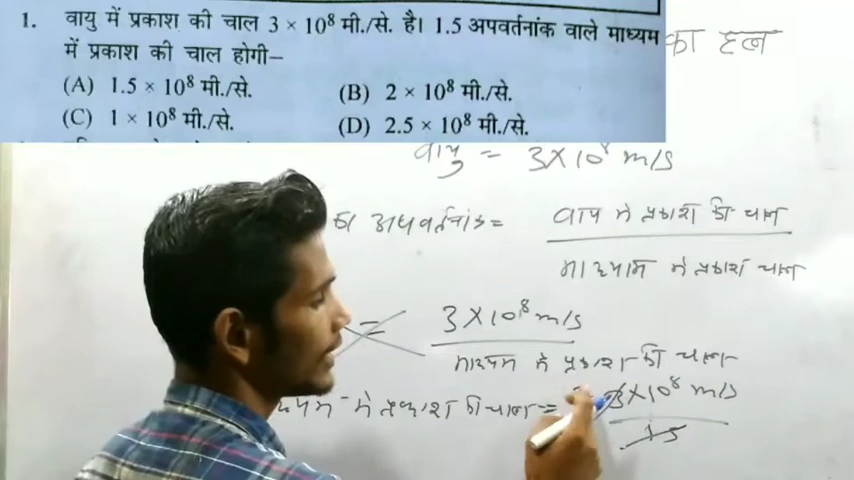 1. वायु में प्रकाश की चाल 3 × 10⁸ मी./से. है। 1.5 अपवर्तनांक वाले माध्यम
में प्रकाश की चाल होगी–
(A) 1.5 × 10⁸ मी./से. (B) 2 × 10⁸ मी./से.
(C) 1 × 10⁸ मी./से. (D) 2.5 × 10⁸ मी./से.
का हल
वायु = 3×10⁸ m/s
का अपवर्तनांक = वायु में प्रकाश की चाल
माध्यम में प्रकाश चाल
= 3×10⁸ m/s
माध्यम में प्रकाश की चाल
में प्रकाश की चाल = 3×10⁸ m/s
1.5